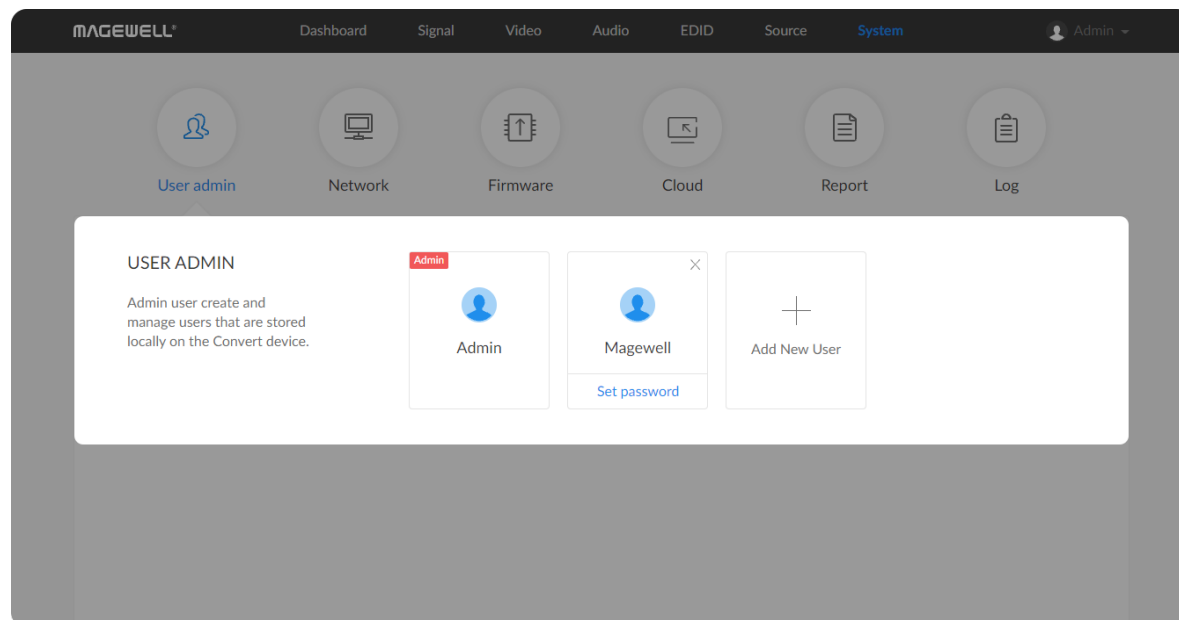 MAGEWELL®
Dashboard
Signal
Video
Audio
EDID
Source
System
Admin
User admin
Network
Firmware
Cloud
Report
Log
USER ADMIN
Admin user create and
manage users that are stored
locally on the Convert device.
Admin
Admin
Magewell
Set password
Add New User